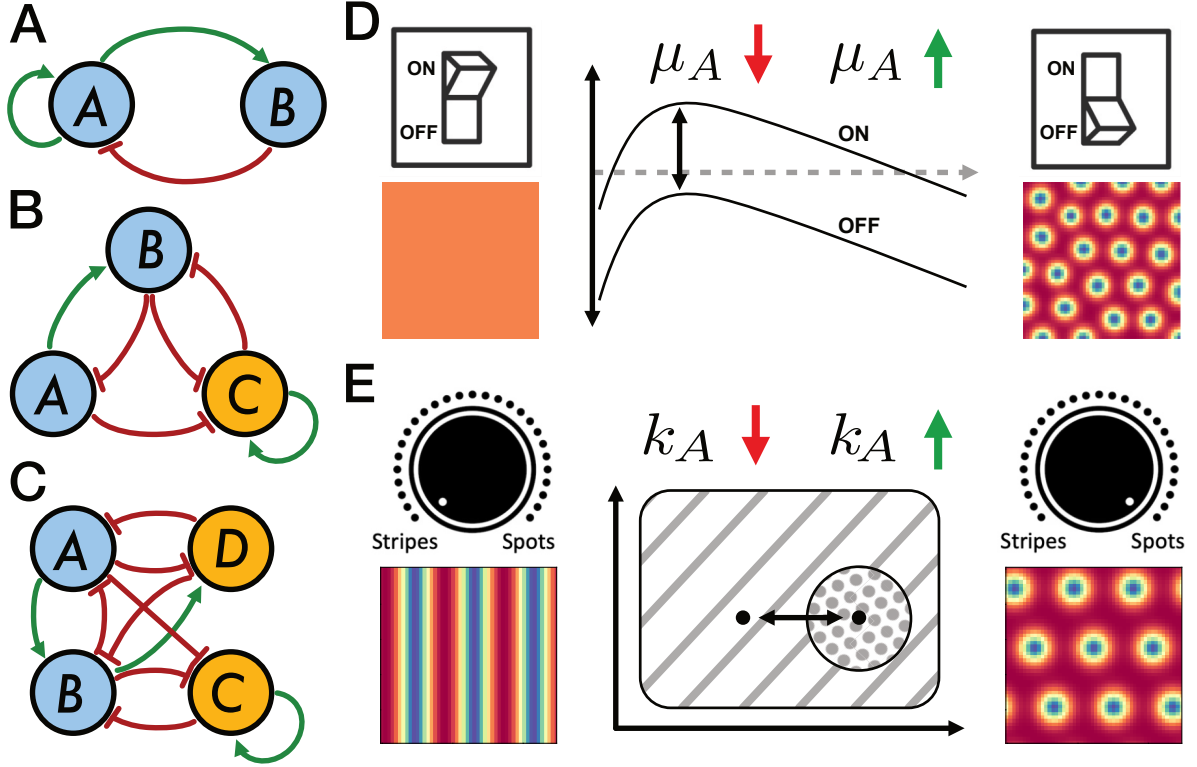 A
A B
B
B
A C
C
A D
B C
D
ON
OFF
μA μA
ON
OFF
ON
OFF
E
Stripes Spots
kA kA
Stripes Spots